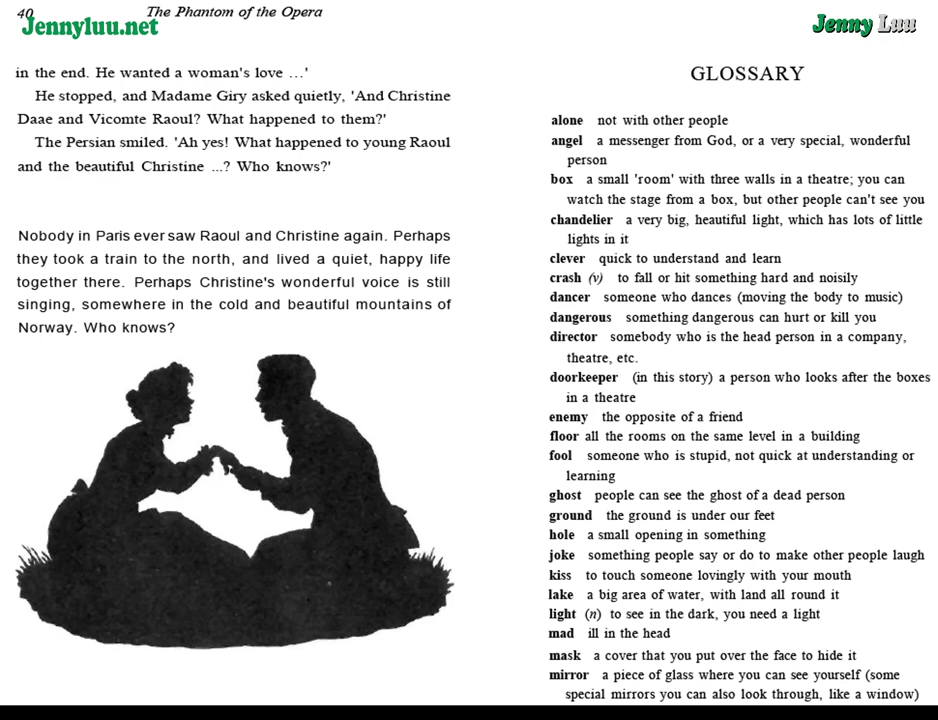 40
The Phantom of the Opera
Jennyluu.net
Jenny Luu
in the end. He wanted a woman's love ...'
He stopped, and Madame Giry asked quietly, 'And Christine
Daae and Vicomte Raoul? What happened to them?'
The Persian smiled. 'Ah yes! What happened to young Raoul
and the beautiful Christine ...? Who knows?'
Nobody in Paris ever saw Raoul and Christine again. Perhaps
they took a train to the north, and lived a quiet, happy life
together there. Perhaps Christine's wonderful voice is still
singing, somewhere in the cold and beautiful mountains of
Norway. Who knows?
GLOSSARY
alone not with other people
angel a messenger from God, or a very special, wonderful
person
box a small 'room' with three walls in a theatre; you can
watch the stage from a box, but other people can't see you
chandelier a very big, heautiful light, which has lots of little
lights in it
clever quick to understand and learn
crash (v) to fall or hit something hard and noisily
dancer someone who dances (moving the body to music)
dangerous something dangerous can hurt or kill you
director somebody who is the head person in a company,
theatre, etc.
doorkeeper (in this story) a person who looks after the boxes
in a theatre
enemy the opposite of a friend
floor all the rooms on the same level in a building
fool someone who is stupid, not quick at understanding or
learning
ghost people can see the ghost of a dead person
ground the ground is under our feet
hole a small opening in something
joke something people say or do to make other people laugh
kiss to touch someone lovingly with your mouth
lake a big area of water, with land all round it
light (n) to see in the dark, you need a light
mad ill in the head
mask a cover that you put over the face to hide it
mirror a piece of glass where you can see yourself (some
special mirrors you can also look through, like a window)